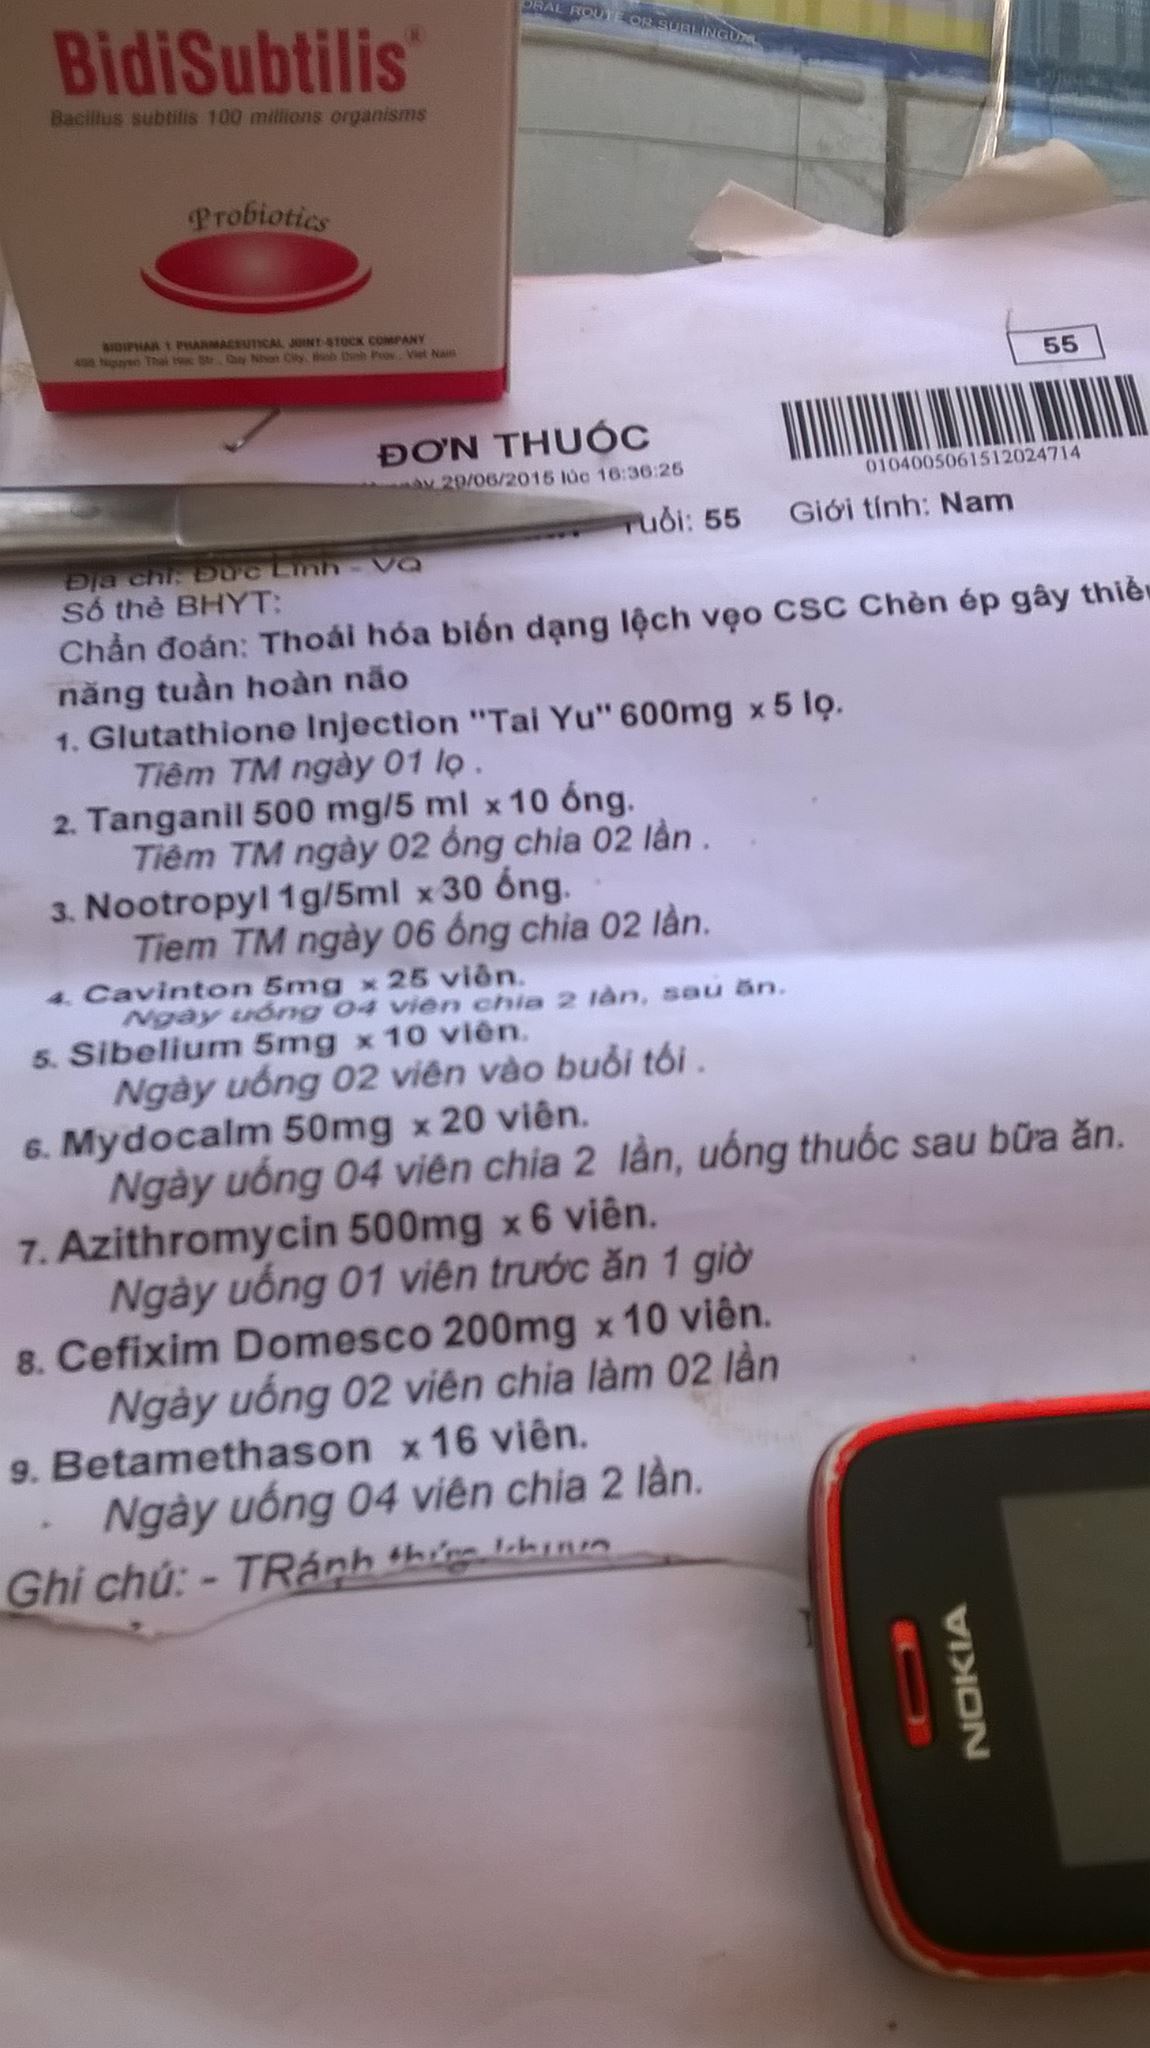 BidiSubtilis®
Bacillus subtilis 100 millions organisms
Probiotics
BIDIPHAR 1 PHARMACEUTICAL JOINT-STOCK COMPANY
498 Nguyen Thai Hoc Str., Quy Nhon City, Binh Dinh Prov., Viet Nam
ORAL ROUTE OR SUBLINGUAL
55
0104005061512024714
ĐƠN THUỐC
ngày 29/06/2015 lúc 16:36:25
Tuổi: 55 Giới tính: Nam
Địa chỉ: Đức Linh - VQ
Số thẻ BHYT:
Chẩn đoán: Thoái hóa biến dạng lệch vẹo CSC Chèn ép gây thiểu
năng tuần hoàn não
1. Glutathione Injection "Tai Yu" 600mg x 5 lọ.
Tiêm TM ngày 01 lọ .
2. Tanganil 500 mg/5 ml x 10 ống.
Tiêm TM ngày 02 ống chia 02 lần .
3. Nootropyl 1g/5ml x 30 ống.
Tiem TM ngày 06 ống chia 02 lần.
4. Cavinton 5mg x 25 viên.
Ngày uống 04 viên chia 2 lần, sau ăn.
5. Sibelium 5mg x 10 viên.
Ngày uống 02 viên vào buổi tối .
6. Mydocalm 50mg x 20 viên.
Ngày uống 04 viên chia 2 lần, uống thuốc sau bữa ăn.
7. Azithromycin 500mg x 6 viên.
Ngày uống 01 viên trước ăn 1 giờ
8. Cefixim Domesco 200mg x 10 viên.
Ngày uống 02 viên chia làm 02 lần
9. Betamethason x 16 viên.
Ngày uống 04 viên chia 2 lần.
Ghi chú: - TRánh
NOKIA